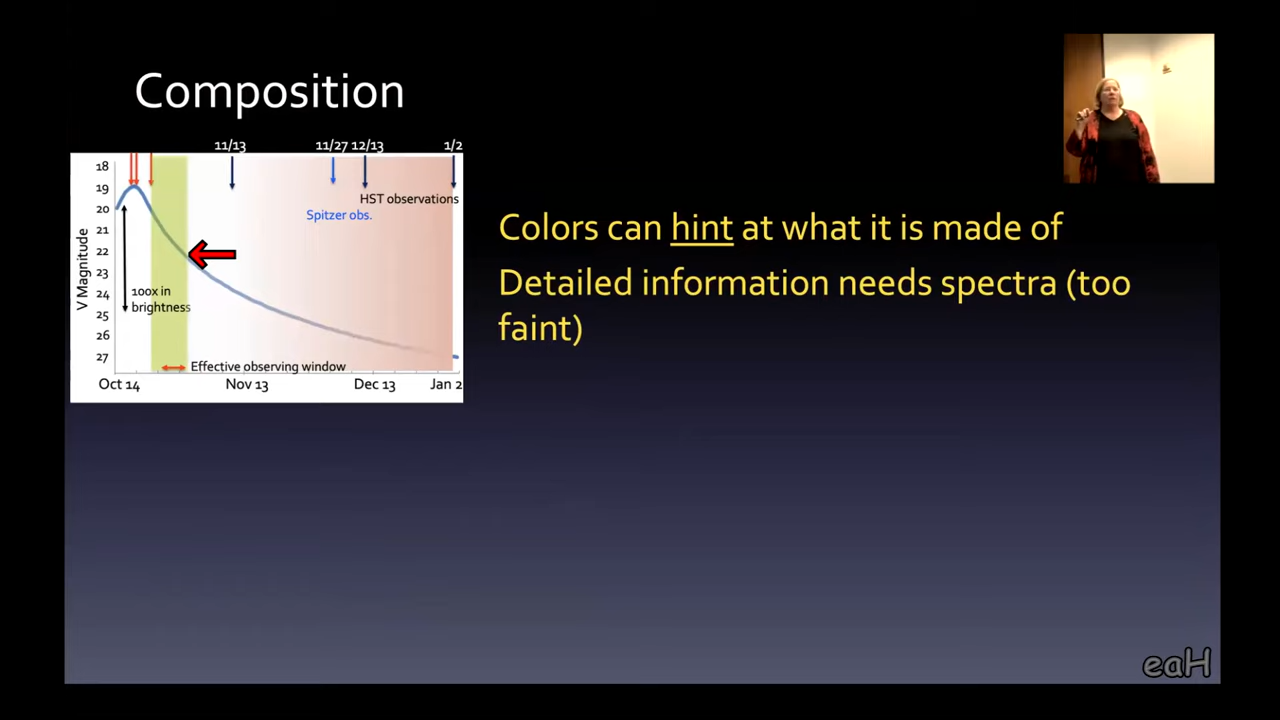 Composition
11/13
11/27 12/13
1/2
18
19
20
21
22
23
24
25
26
27
V Magnitude
HST observations
Spitzer obs.
100x in
brightness
Effective observing window
Oct 14
Nov 13
Dec 13
Jan 2
Colors can hint at what it is made of
Detailed information needs spectra (too
faint)
eaH